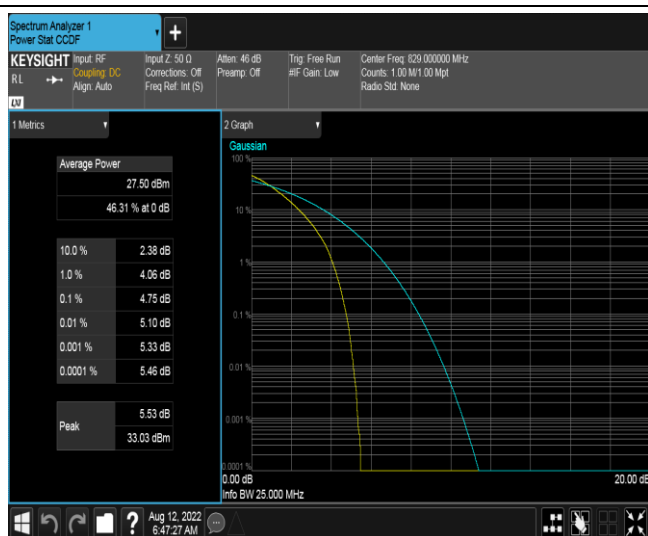 Spectrum Analyzer 1
Power Stat CCDF
+
KEYSIGHT
RL
LXI
Input: RF
Coupling: DC
Align: Auto
Input Z: 50 Ω
Corrections: Off
Freq Ref: Int (S)
Atten: 46 dB
Preamp: Off
Trig: Free Run
#IF Gain: Low
Center Freq: 829.000000 MHz
Counts: 1.00 M/1.00 Mpt
Radio Std: None
1 Metrics
Average Power
27.50 dBm
46.31 % at 0 dB
10.0 % 2.38 dB
1.0 % 4.06 dB
0.1 % 4.75 dB
0.01 % 5.10 dB
0.001 % 5.33 dB
0.0001 % 5.46 dB
Peak
5.53 dB
33.03 dBm
2 Graph
Gaussian
100 %
10 %
1 %
0.1 %
0.01 %
0.001 %
0.0001 %
0.00 dB 20.00 dB
Info BW 25.000 MHz
?
Aug 12, 2022
6:47:27 AM